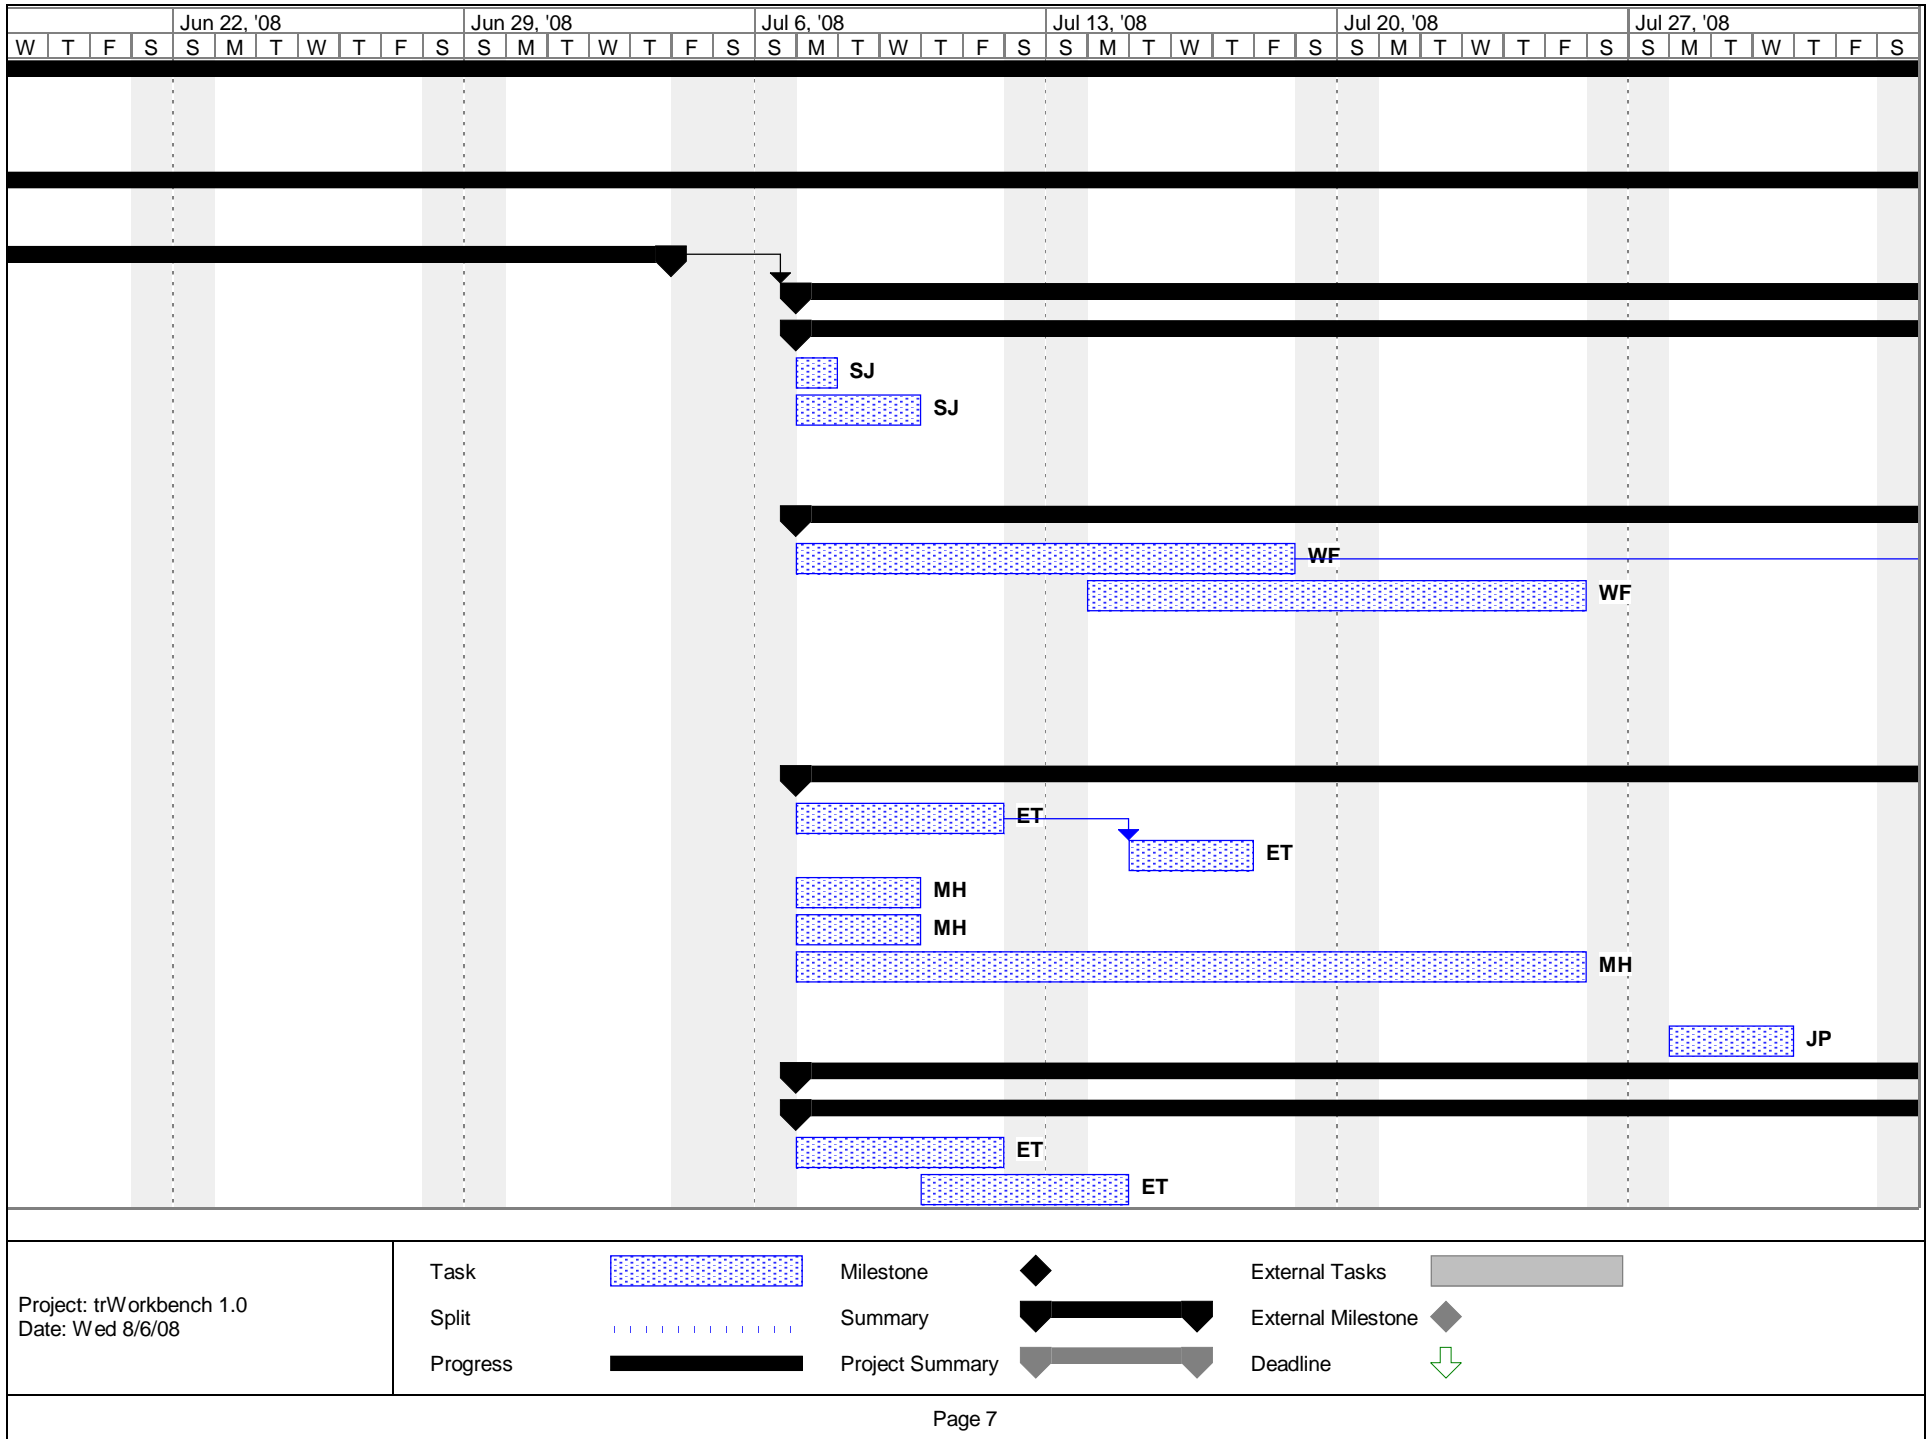 Jun 22, '08 Jun 29, '08 Jul 6, '08 Jul 13, '08 Jul 20, '08 Jul 27, '08
W T F S S M T W T F S S M T W T F S S M T W T F S S M T W T F S S M T W T F S S M T W T F S
SJ
SJ
WF
WF
ET
ET
MH
MH
MH
JP
ET
ET
Project: trWorkbench 1.0
Date: Wed 8/6/08
Task
Split
Progress
Milestone
Summary
Project Summary
External Tasks
External Milestone
Deadline
Page 7